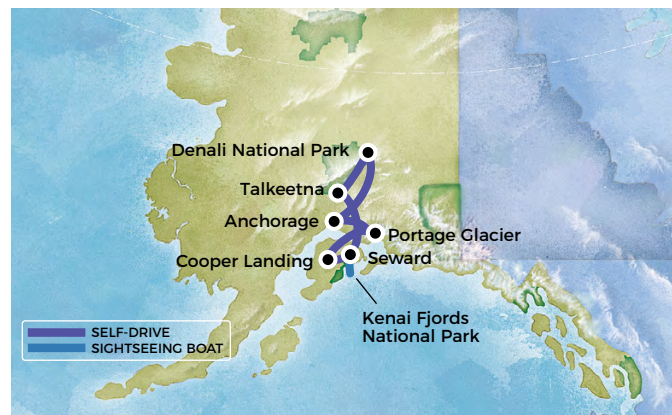 Denali National Park
Talkeetna
Anchorage
Portage Glacier
Cooper Landing
Seward
Kenai Fjords
National Park
SELF-DRIVE
SIGHTSEEING BOAT